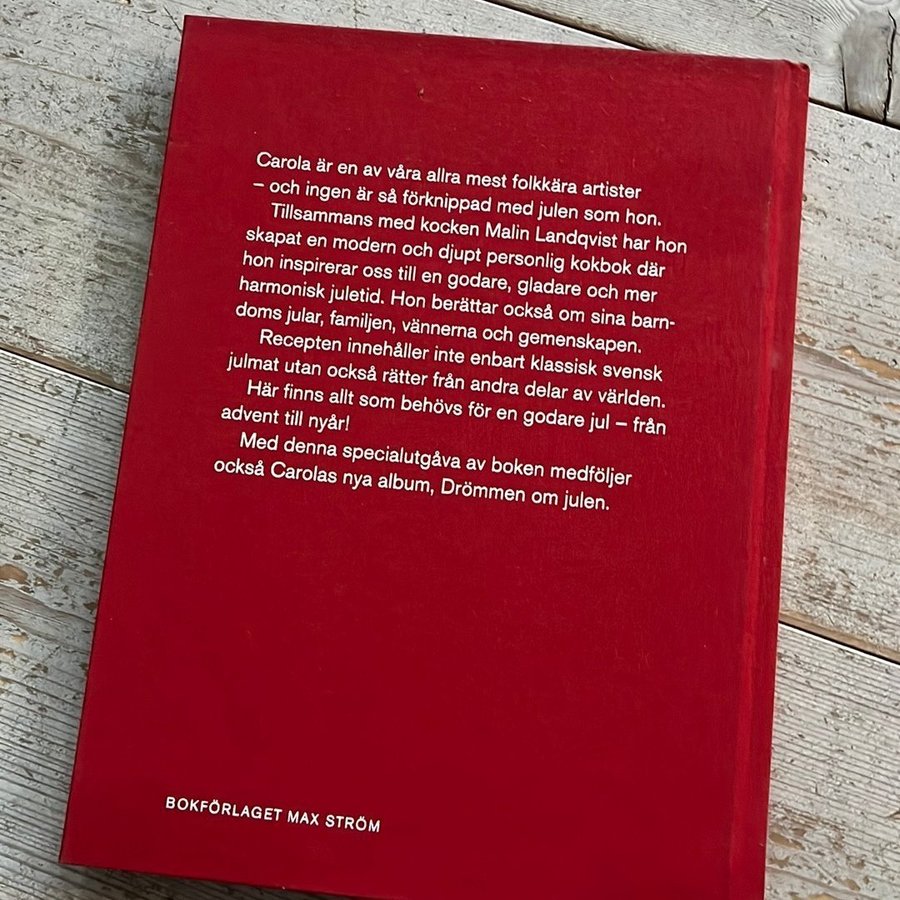 Carola är en av våra allra mest folkkära artister
– och ingen är så förknippad med julen som hon.
Tillsammans med kocken Malin Landqvist har hon
skapat en modern och djupt personlig kokbok där
hon inspirerar oss till en godare, gladare och mer
harmonisk juletid. Hon berättar också om sina barn-
doms jular, familjen, vännerna och gemenskapen.
Recepten innehåller inte enbart klassisk svensk
julmat utan också rätter från andra delar av världen.
Här finns allt som behövs för en godare jul – från
advent till nyår!
Med denna specialutgåva av boken medföljer
också Carolas nya album, Drömmen om julen.
BOKFÖRLAGET MAX STRÖM